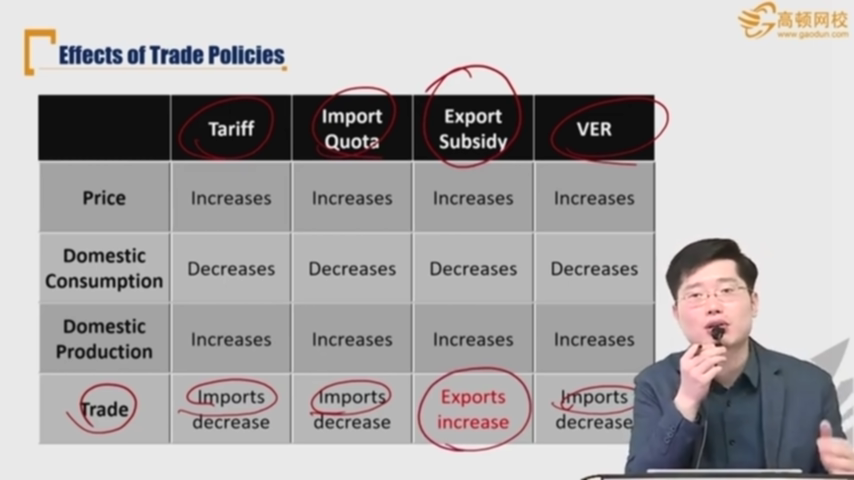 高顿网校
www.gaodun.com
Effects of Trade Policies
Tariff
Import
Quota
Export
Subsidy
VER
Price
Increases
Increases
Increases
Increases
Domestic
Consumption
Decreases
Decreases
Decreases
Decreases
Domestic
Production
Increases
Increases
Increases
Increases
Trade
Imports
decrease
Imports
decrease
Exports
increase
Imports
decrease